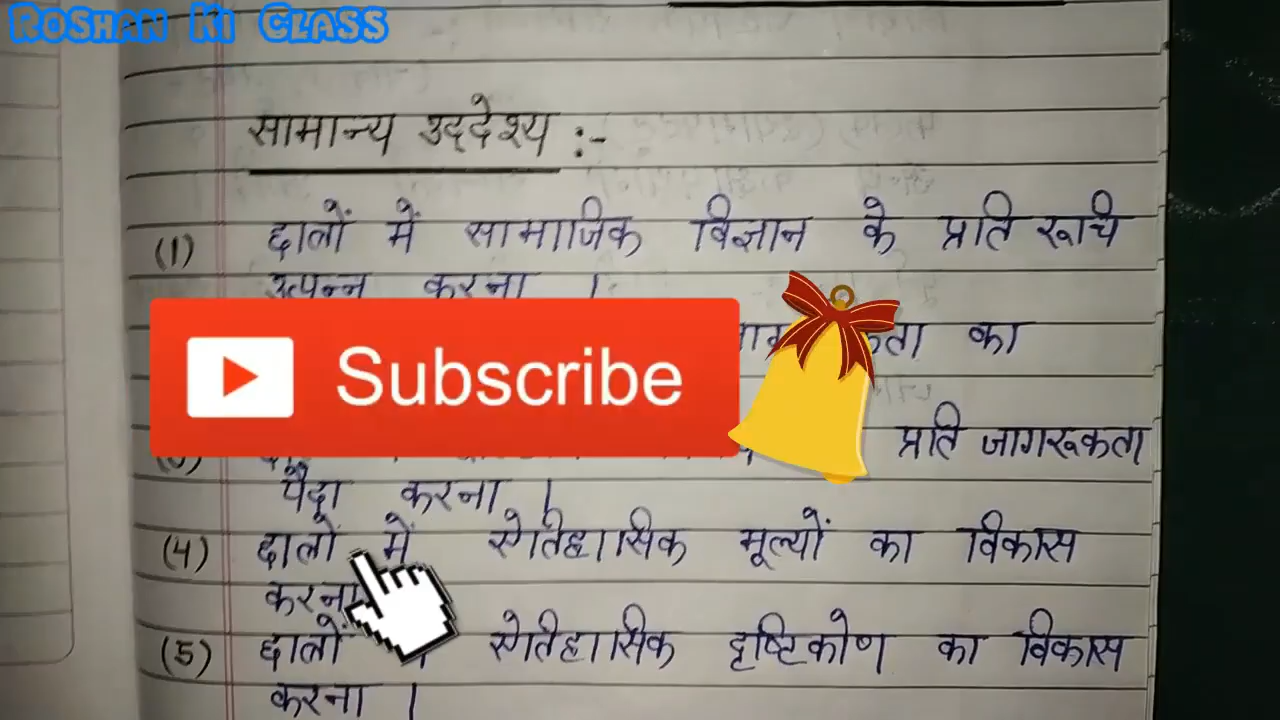 Roshan Ki Class
सामान्य उद्देश्य :-
(1) छात्रों में सामाजिक विज्ञान के प्रति रूचि
उत्पन्न करना ।
का
Subscribe
प्रति जागरूकता
पैदा करना ।
(4) छात्रों में ऐतिहासिक मूल्यों का विकास
करना
(5) छात्रों ऐतिहासिक दृष्टिकोण का विकास
करना ।